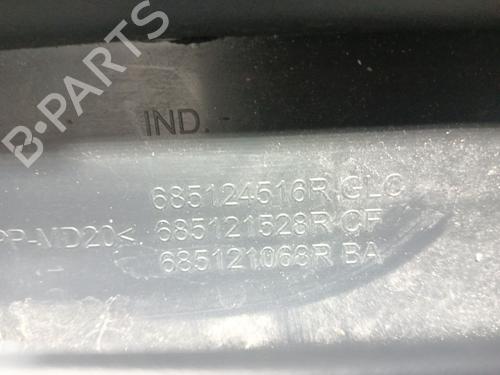 B-PARTS
IND. -
685124516R GLC
PP-MD20< 685121528R CF
685121068R BA